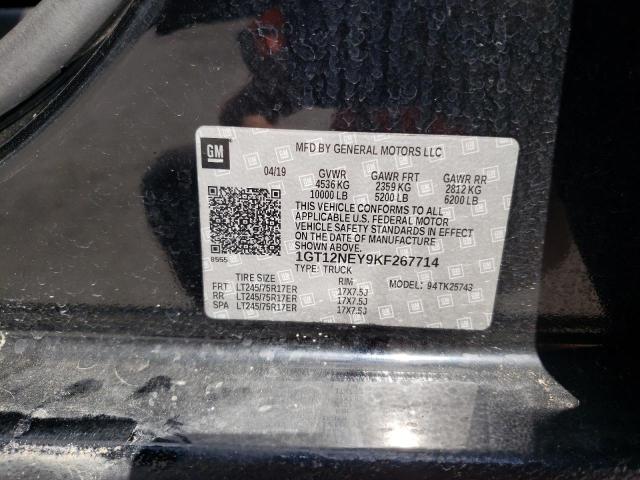 GM
MFD BY GENERAL MOTORS LLC
04/19 GVWR GAWR FRT GAWR RR
4536 KG 2359 KG 2812 KG
10000 LB 5200 LB 6200 LB
THIS VEHICLE CONFORMS TO ALL
APPLICABLE U.S. FEDERAL MOTOR
VEHICLE SAFETY STANDARDS IN EFFECT
ON THE DATE OF MANUFACTURE
SHOWN ABOVE.
1GT12NEY9KF267714
TYPE: TRUCK
MODEL: 94TK25743
TIRE SIZE RIM
FRT LT245/75R17ER 17X7.5J
RR LT245/75R17ER 17X7.5J
SPA LT245/75R17ER 17X7.5J